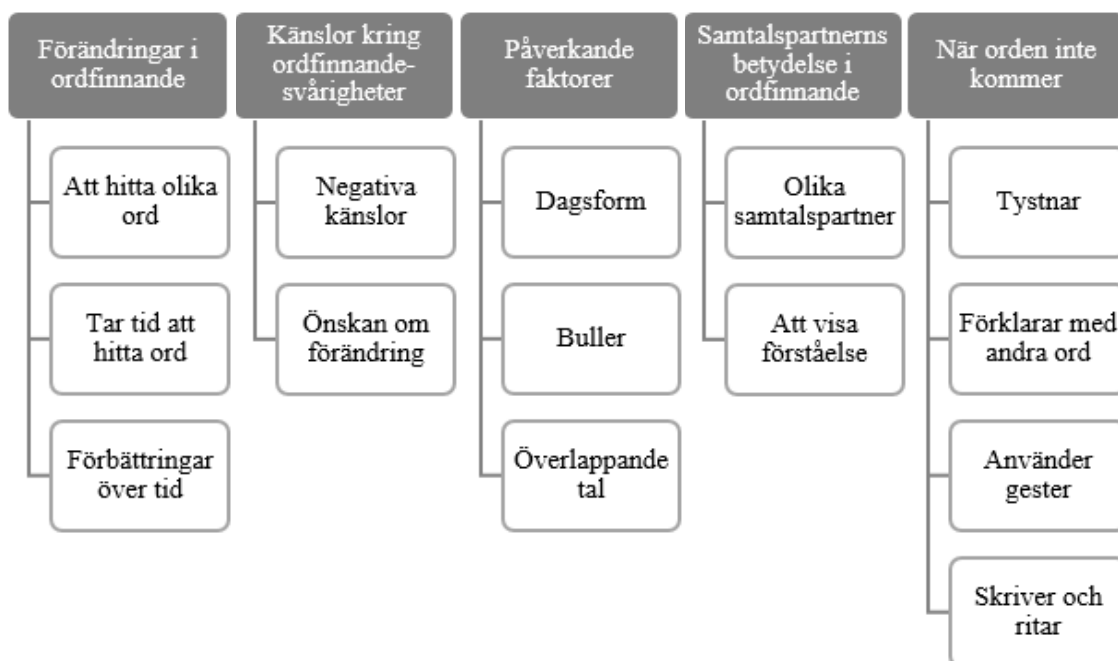 Förändringar i
ordfinnande
Att hitta olika
ord
Tar tid att
hitta ord
Förbättringar
över tid
Känslor kring
ordfinnande-
svårigheter
Negativa
känslor
Önskan om
förändring
Påverkande
faktorer
Dagsform
Buller
Överlappande
tal
Samtalspartnerns
betydelse i
ordfinnande
Olika
samtalspartner
Att visa
förståelse
När orden inte
kommer
Tystnar
Förklarar med
andra ord
Använder
gester
Skriver och
ritar